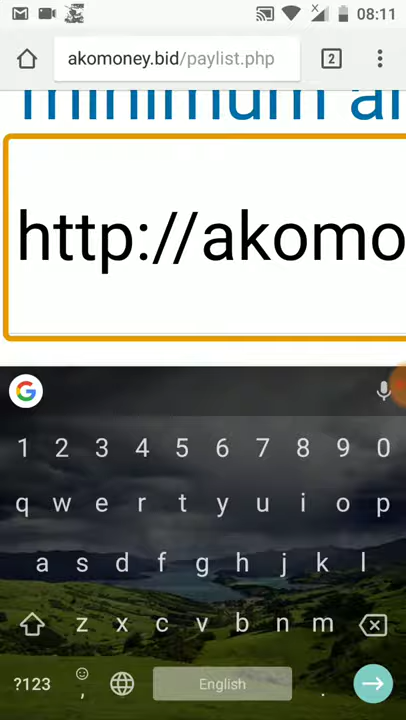 08:11
akomoney.bid/paylist.php
2
minimum a
http://akomo
1 2 3 4 5 6 7 8 9 0
q w e r t y u i o p
a s d f g h j k l
z x c v b n m
?123 , English .